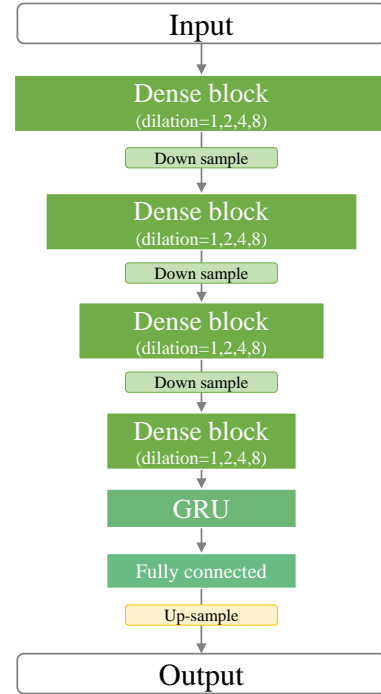 Input
Dense block
(dilation=1,2,4,8)
Down sample
Dense block
(dilation=1,2,4,8)
Down sample
Dense block
(dilation=1,2,4,8)
Down sample
Dense block
(dilation=1,2,4,8)
GRU
Fully connected
Up-sample
Output